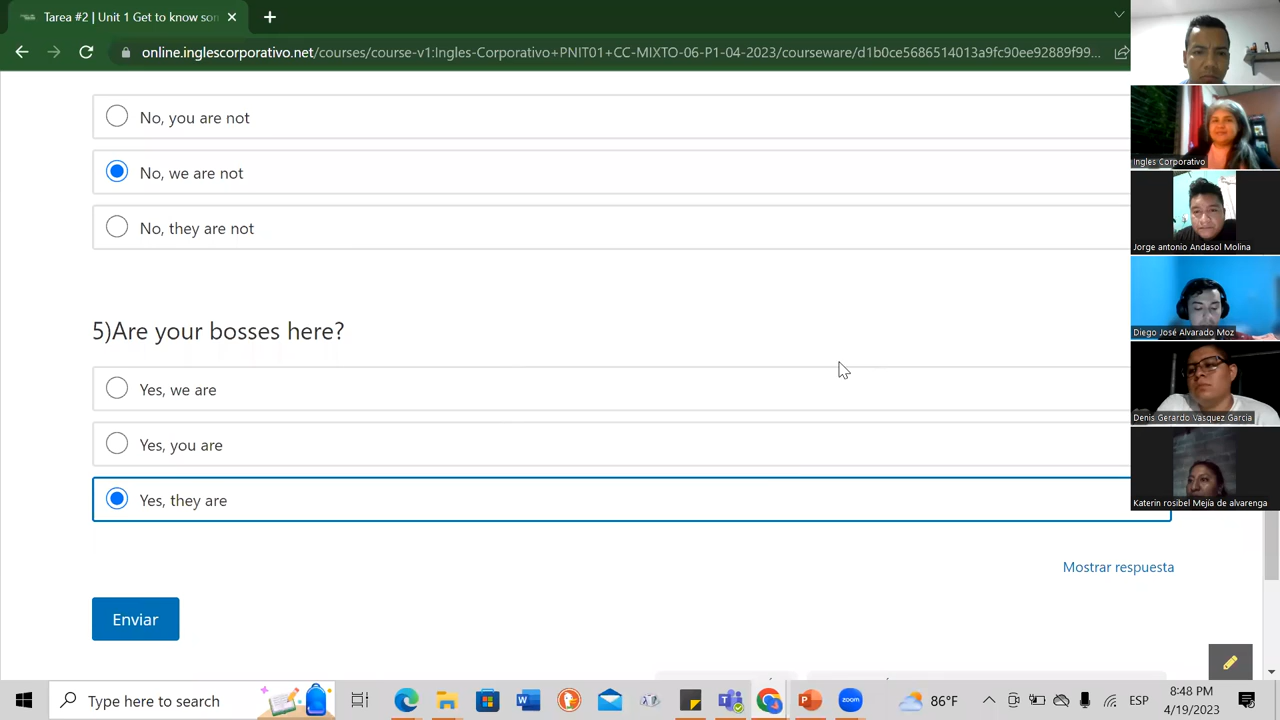 Tarea #2 | Unit 1 Get to know son
online.inglescorporativo.net/courses/course-v1:Ingles-Corporativo+PNIT01+CC-MIXTO-06-P1-04-2023/courseware/d1b0ce5686514013a9fc90ee92889f99...
No, you are not
No, we are not
No, they are not
5)Are your bosses here?
Yes, we are
Yes, you are
Yes, they are
Mostrar respuesta
Enviar
Ingles Corporativo
Jorge antonio Andasol Molina
Diego José Alvarado Moz
Denis Gerardo Vasquez Garcia
Katerin rosibel Mejía de alvarenga
Type here to search
zoom
86°F
ESP
8:48 PM
4/19/2023